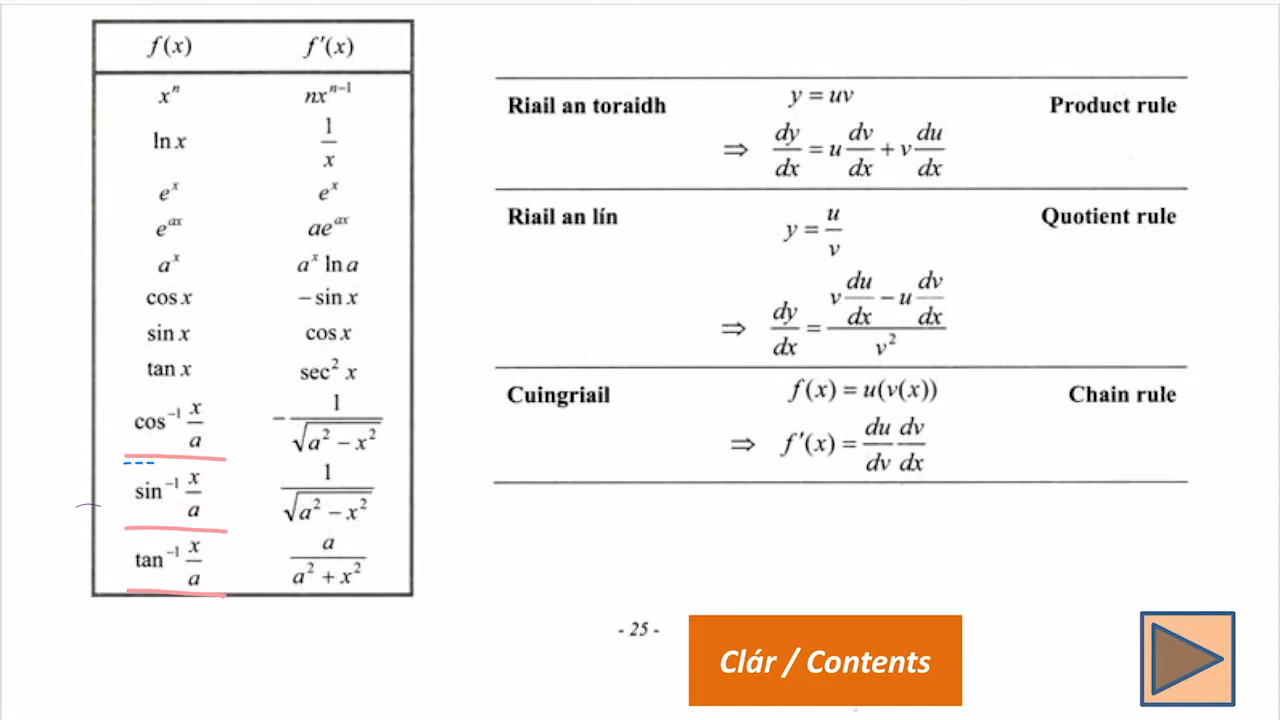 f(x) f'(x)
xⁿ nxⁿ⁻¹
ln x 1/x
eˣ eˣ
eᵃˣ aeᵃˣ
aˣ aˣ ln a
cos x − sin x
sin x cos x
tan x sec² x
cos⁻¹ x/a −1/√(a² − x²)
sin⁻¹ x/a 1/√(a² − x²)
tan⁻¹ x/a a/(a² + x²)
Riail an toraidh y = uv Product rule
⇒ dy/dx = u dv/dx + v du/dx
Riail an lín y = u/v Quotient rule
⇒ dy/dx = (v du/dx − u dv/dx)/v²
Cuingriail f(x) = u(v(x)) Chain rule
⇒ f'(x) = du/dv dv/dx
- 25 -
Clár / Contents